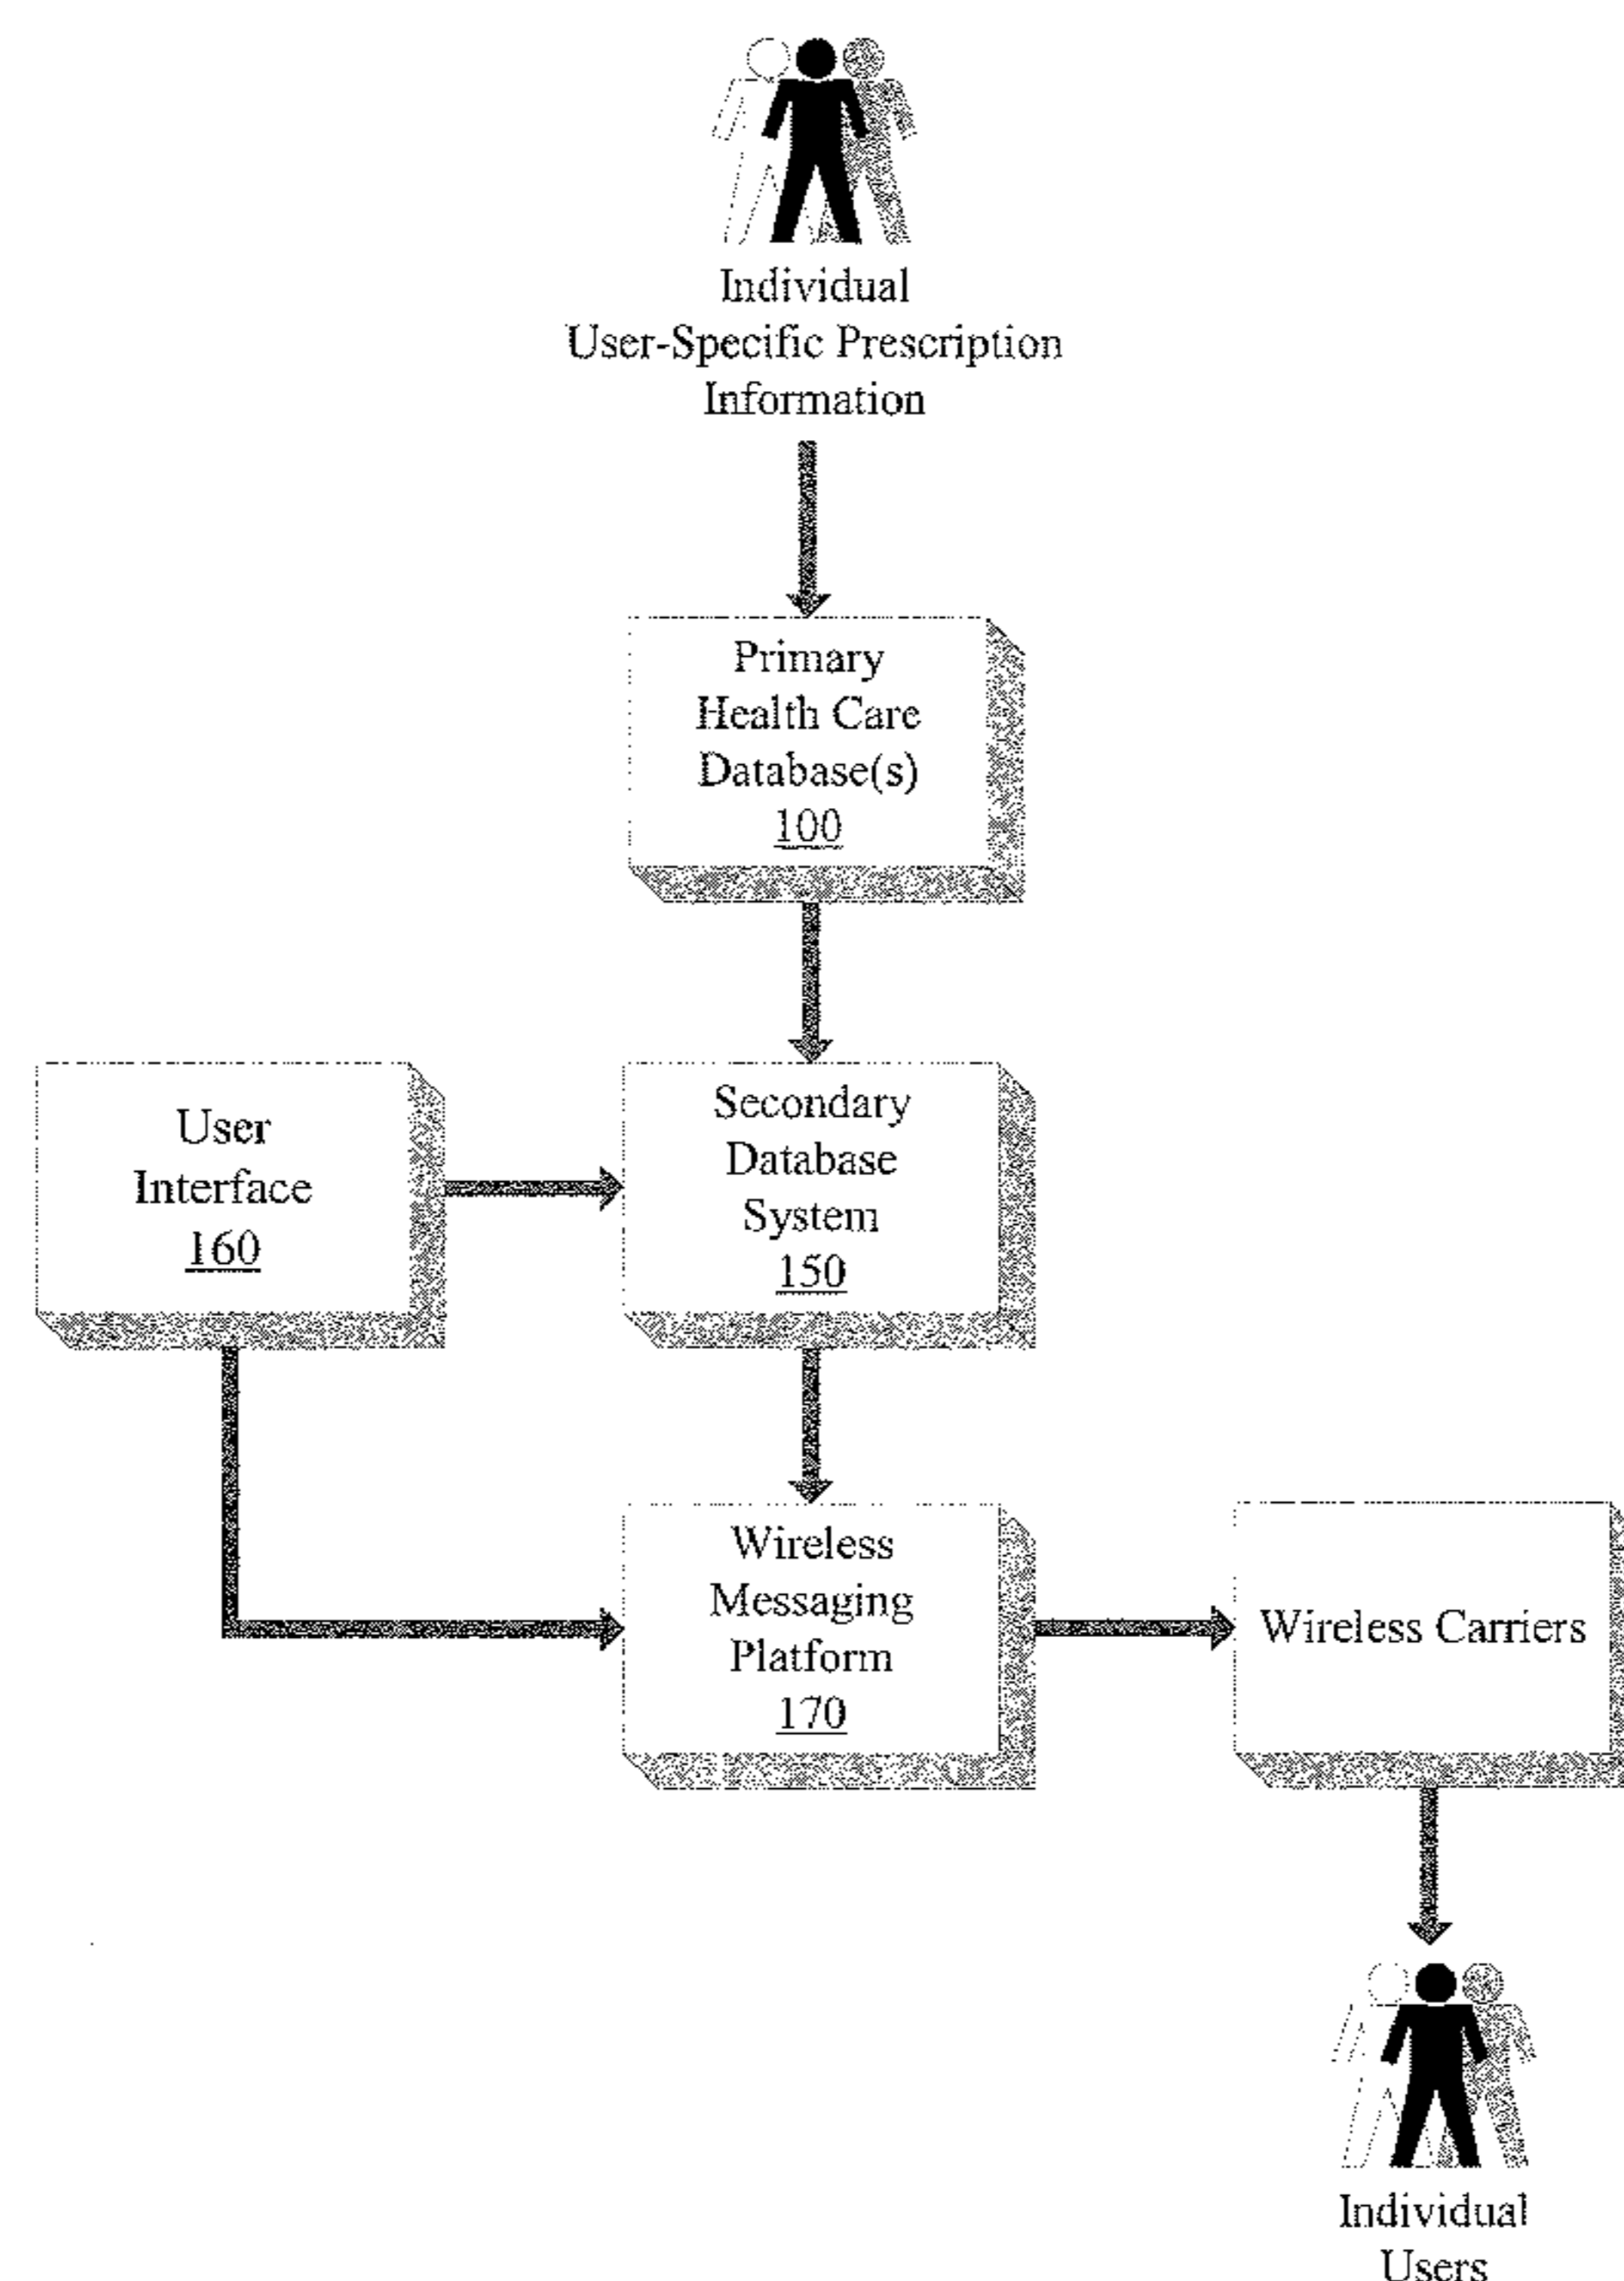 Individual
User-Specific Prescription
Information
Primary
Health Care
Database(s)
100
User
Interface
160
Secondary
Database
System
150
Wireless
Messaging
Platform
170
Wireless Carriers
Individual
Users